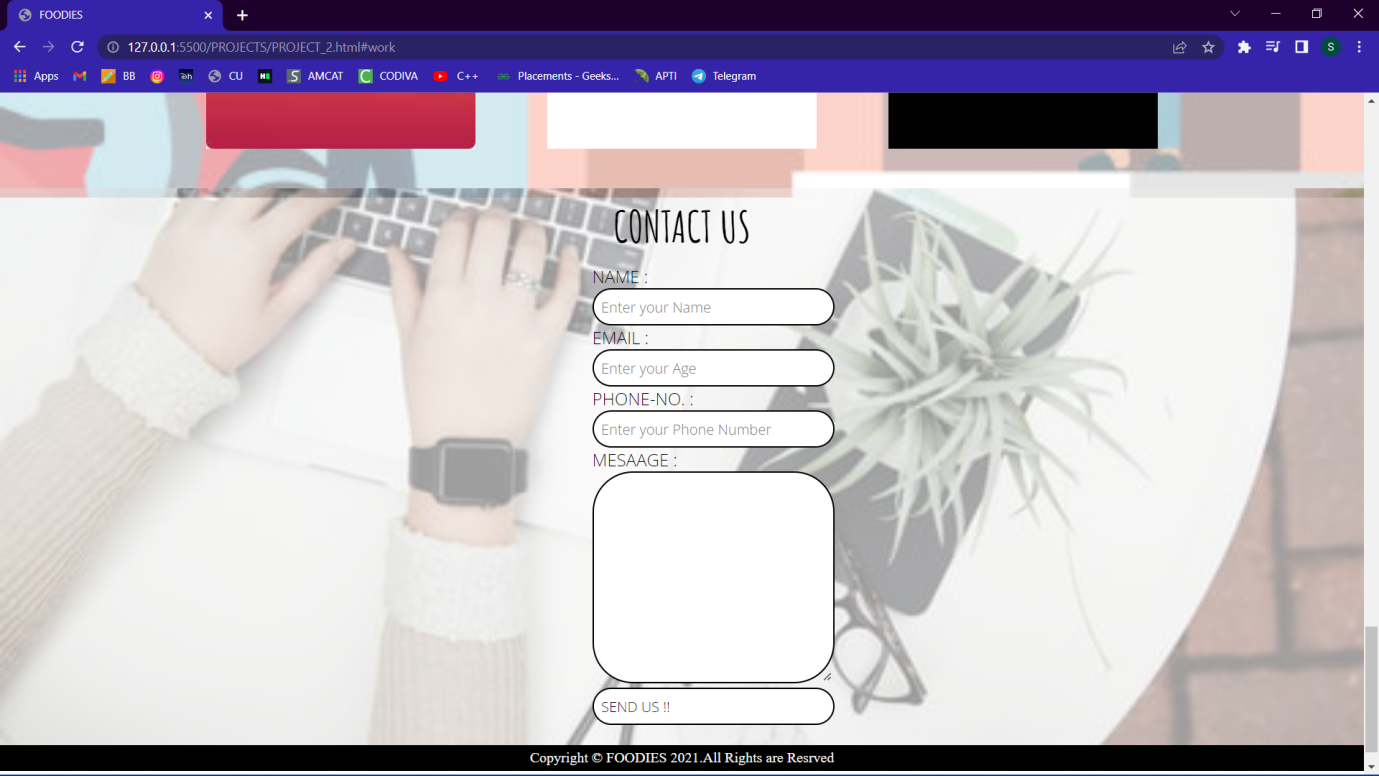 FOODIES
127.0.0.1:5500/PROJECTS/PROJECT_2.html#work
S
Apps BB CU AMCAT CODIVA C++ Placements - Geeks... APTI Telegram
CONTACT US
NAME :
Enter your Name
EMAIL :
Enter your Age
PHONE-NO. :
Enter your Phone Number
MESAAGE :
SEND US !!
Copyright © FOODIES 2021.All Rights are Resrved